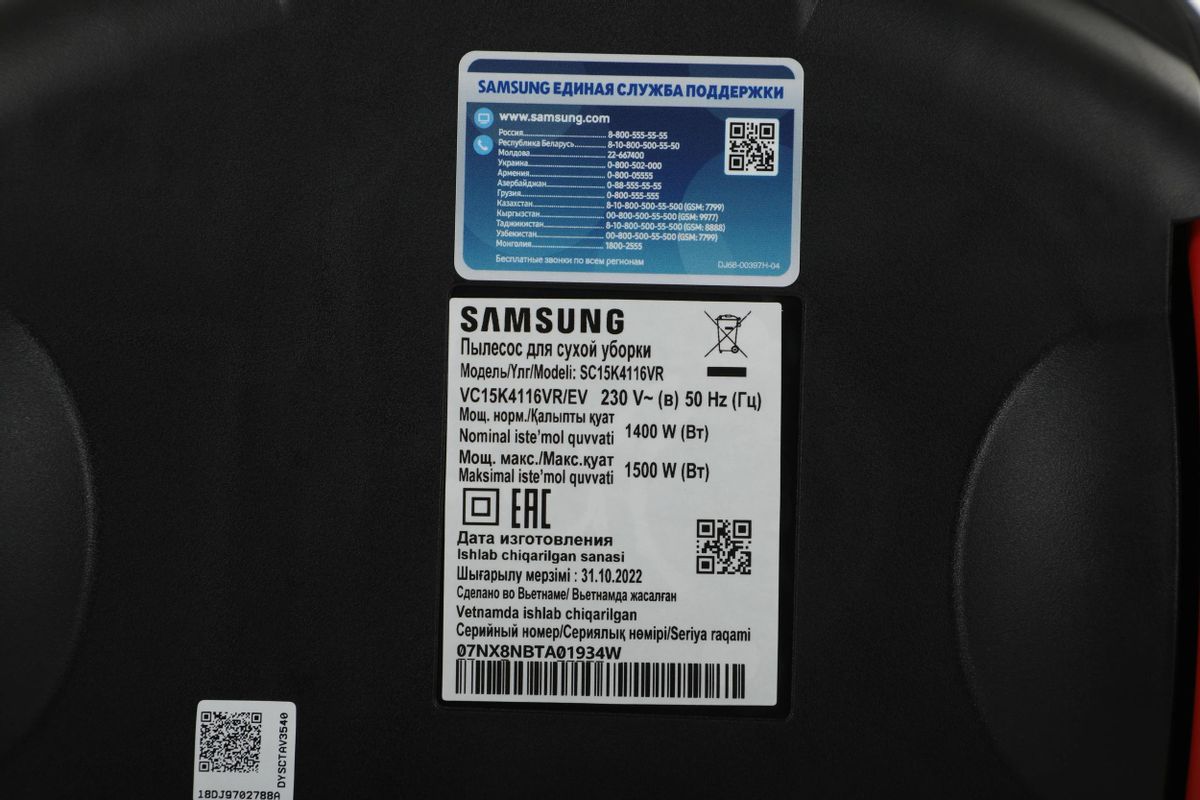 SAMSUNG ЕДИНАЯ СЛУЖБА ПОДДЕРЖКИ
www.samsung.com
Россия 8-800-555-55-55
Республика Беларусь 8-10-800-500-55-50
Молдова 22-667400
Украина 0-800-502-000
Армения 0-800-05555
Азербайджан 0-88-555-55-55
Грузия 0-800-555-555
Казахстан 8-10-800-500-55-500 (GSM: 7799)
Кыргызстан 00-800-500-55-500 (GSM: 9977)
Таджикистан 8-10-800-500-55-500 (GSM: 8888)
Узбекистан 00-800-500-55-500 (GSM: 7799)
Монголия 1800-2555
Бесплатные звонки по всем регионам
DJ68-00397H-04
SAMSUNG
Пылесос для сухой уборки
Модель/Үлг/Modeli: SC15K4116VR
VC15K4116VR/EV 230 V~ (в) 50 Hz (Гц)
Мощ. норм./Қалыпты қуат
Nominal iste'mol quvvati 1400 W (Вт)
Мощ. макс./Макс.қуат
Maksimal iste'mol quvvati 1500 W (Вт)
EAC
Дата изготовления
Ishlab chiqarilgan sanasi
Шығарылу мерзімі : 31.10.2022
Сделано во Вьетнаме/ Вьетнамда жасалған
Vetnamda ishlab chiqarilgan
Серийный номер/Сериялық нөмірі/Seriya raqami
07NX8NBTA01934W
DYSCTAV3540
18DJ9702788A